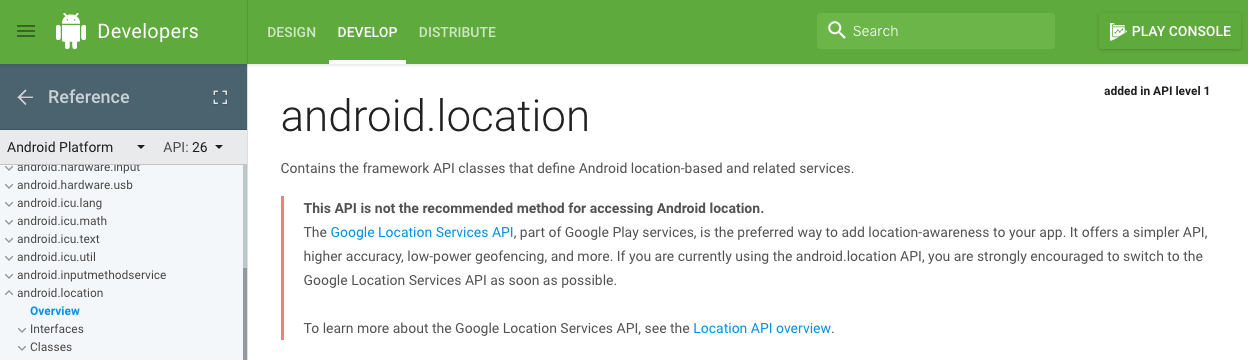 Developers
DESIGN DEVELOP DISTRIBUTE
Search
PLAY CONSOLE
Reference
Android Platform API: 26
android.hardware.input
android.hardware.usb
android.icu.lang
android.icu.math
android.icu.text
android.icu.util
android.inputmethodservice
android.location
Overview
Interfaces
Classes
added in API level 1
android.location
Contains the framework API classes that define Android location-based and related services.
This API is not the recommended method for accessing Android location.
The Google Location Services API, part of Google Play services, is the preferred way to add location-awareness to your app. It offers a simpler API,
higher accuracy, low-power geofencing, and more. If you are currently using the android.location API, you are strongly encouraged to switch to the
Google Location Services API as soon as possible.
To learn more about the Google Location Services API, see the Location API overview.